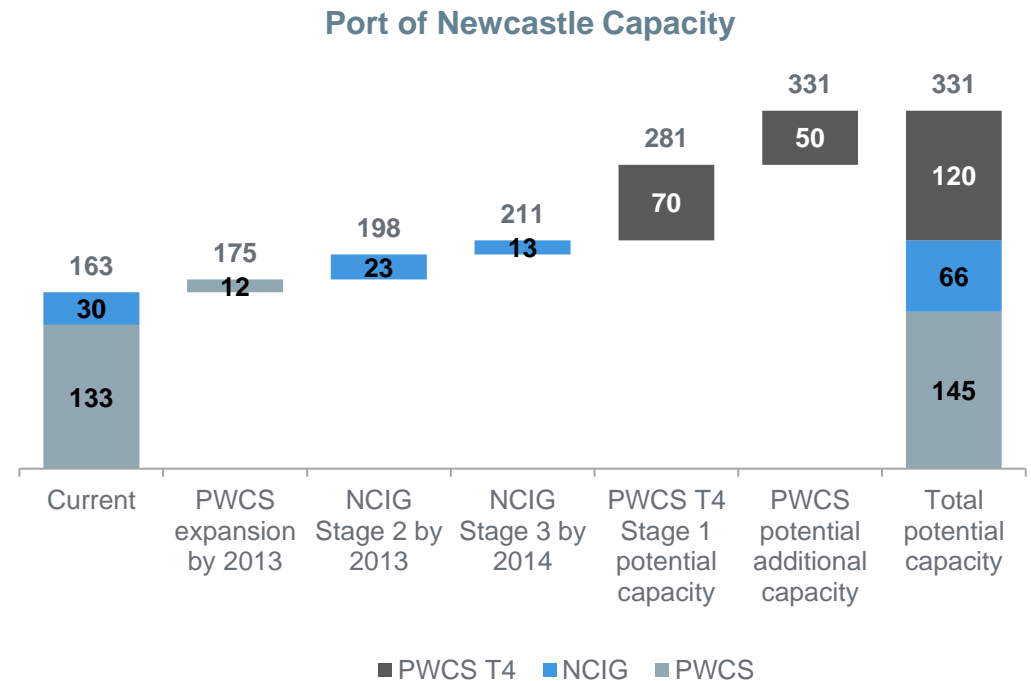 Port of Newcastle Capacity
331
331
281
50
120
70
211
198
13
175
163
23
66
12
30
133
145
Current
PWCS
expansion
by 2013
NCIG
Stage 2 by
2013
NCIG
Stage 3 by
2014
PWCS T4
Stage 1
potential
capacity
PWCS
potential
additional
capacity
Total
potential
capacity
PWCS T4
NCIG
PWCS